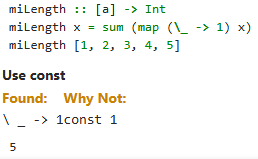 miLength :: [a] -> Int
miLength x = sum (map (\_ -> 1) x)
miLength [1, 2, 3, 4, 5]
Use const
Found: Why Not:
\ _ -> 1const 1
5